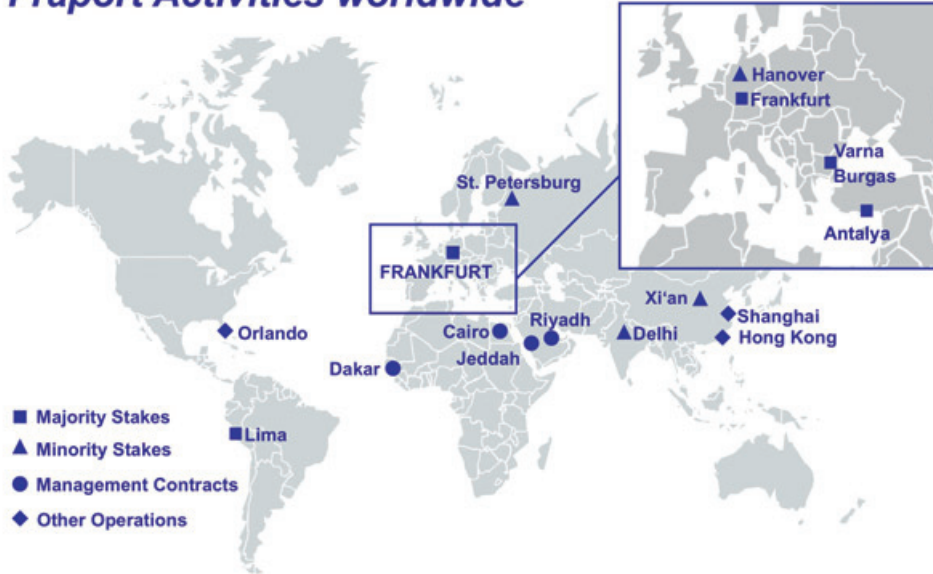 Fraport Activities worldwide
Hanover
Frankfurt
Varna
Burgas
Antalya
St. Petersburg
FRANKFURT
Xi'an
Shanghai
Orlando
Cairo
Riyadh
Delhi
Hong Kong
Jeddah
Dakar
Majority Stakes
Lima
Minority Stakes
Management Contracts
Other Operations